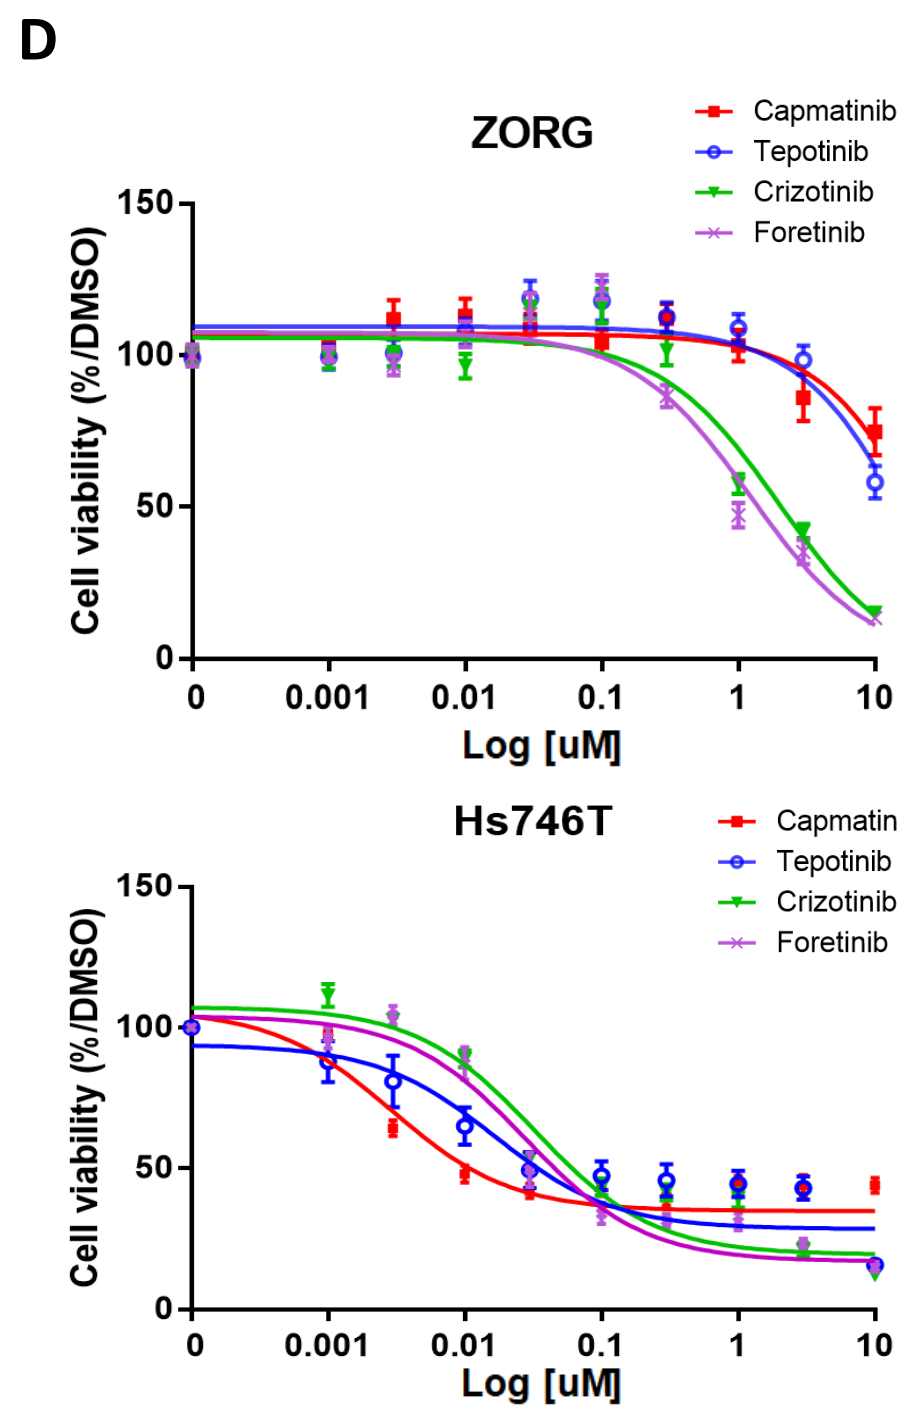 D
ZORG
Capmatinib
Tepotinib
Crizotinib
Foretinib
Cell viability (%/DMSO)
150
100
50
0
0 0.001 0.01 0.1 1 10
Log [uM]
Hs746T
Capmatin
Tepotinib
Crizotinib
Foretinib
Cell viability (%/DMSO)
150
100
50
0
0 0.001 0.01 0.1 1 10
Log [uM]